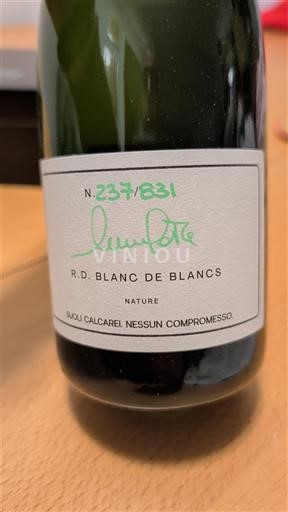 N. 237/831
VINIOU
R.D. BLANC DE BLANCS
NATURE
SUOLI CALCAREI. NESSUN COMPROMESSO.